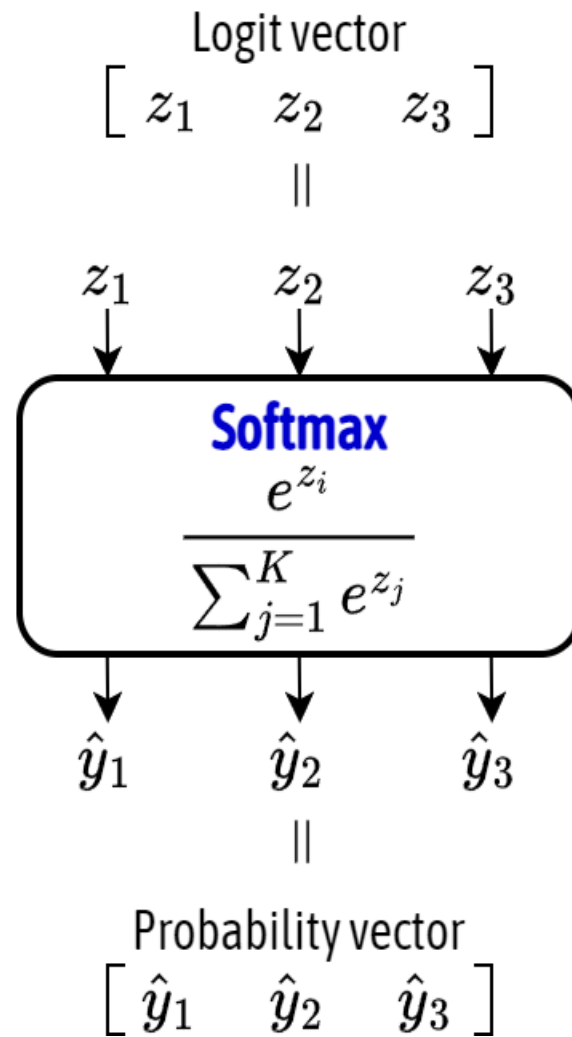 Logit vector
[ z₁ z₂ z₃ ]
||
z₁ z₂ z₃
Softmax
e^{z_i}
∑_{j=1}^{K} e^{z_j}
ŷ₁ ŷ₂ ŷ₃
||
Probability vector
[ ŷ₁ ŷ₂ ŷ₃ ]